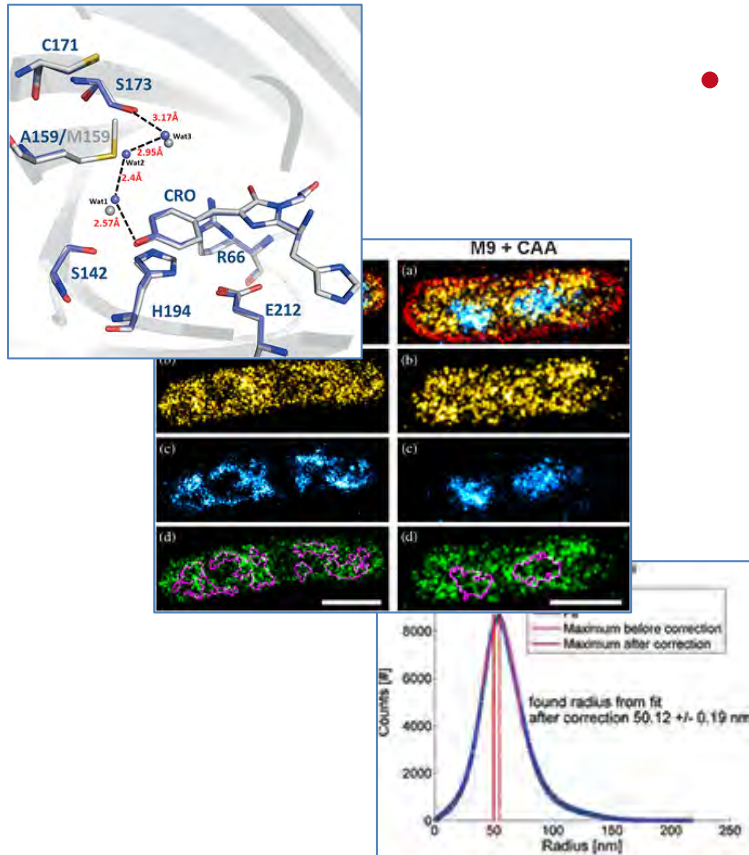 C171
S173
3.17Å
A159/M159
Wat3
2.95Å
Wat2
2.4Å
CRO
Wat1
2.57Å
R66
S142
H194
E212
M9 + CAA
(a)
(b)
(c)
(c)
(d)
(d)
Maximum before correction
Maximum after correction
found radius from fit
after correction 50.12 +/- 0.19 nm
Counts [#]
8000
6000
4000
2000
0
0
50
100
150
200
250
Radius [nm]